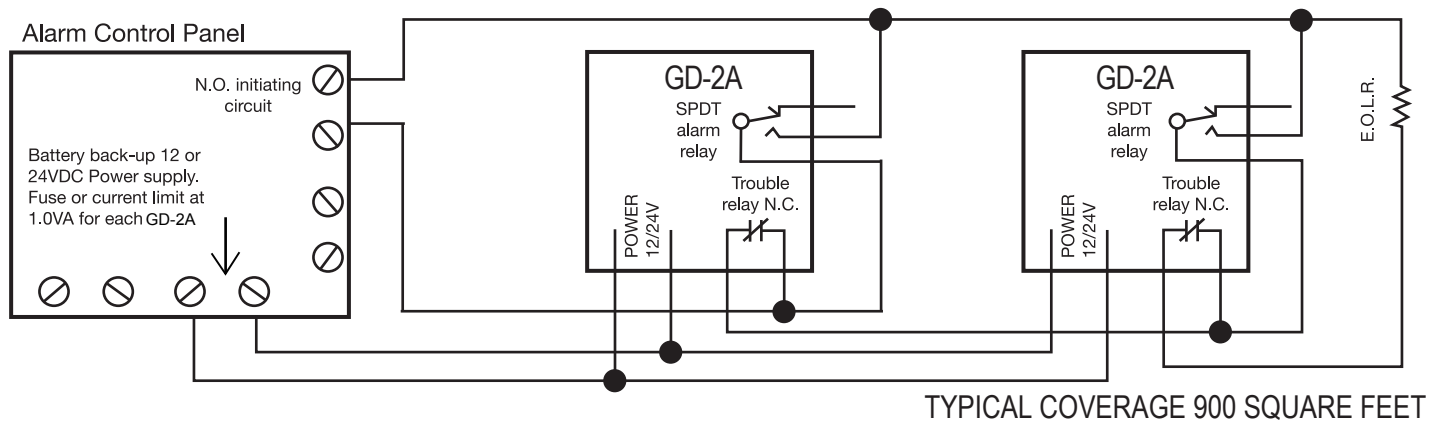 Alarm Control Panel
N.O. initiating
circuit
Battery back-up 12 or
24VDC Power supply.
Fuse or current limit at
1.0VA for each GD-2A
GD-2A
SPDT
alarm
relay
Trouble
relay N.C.
POWER
12/24V
GD-2A
SPDT
alarm
relay
Trouble
relay N.C.
POWER
12/24V
E.O.L.R.
TYPICAL COVERAGE 900 SQUARE FEET